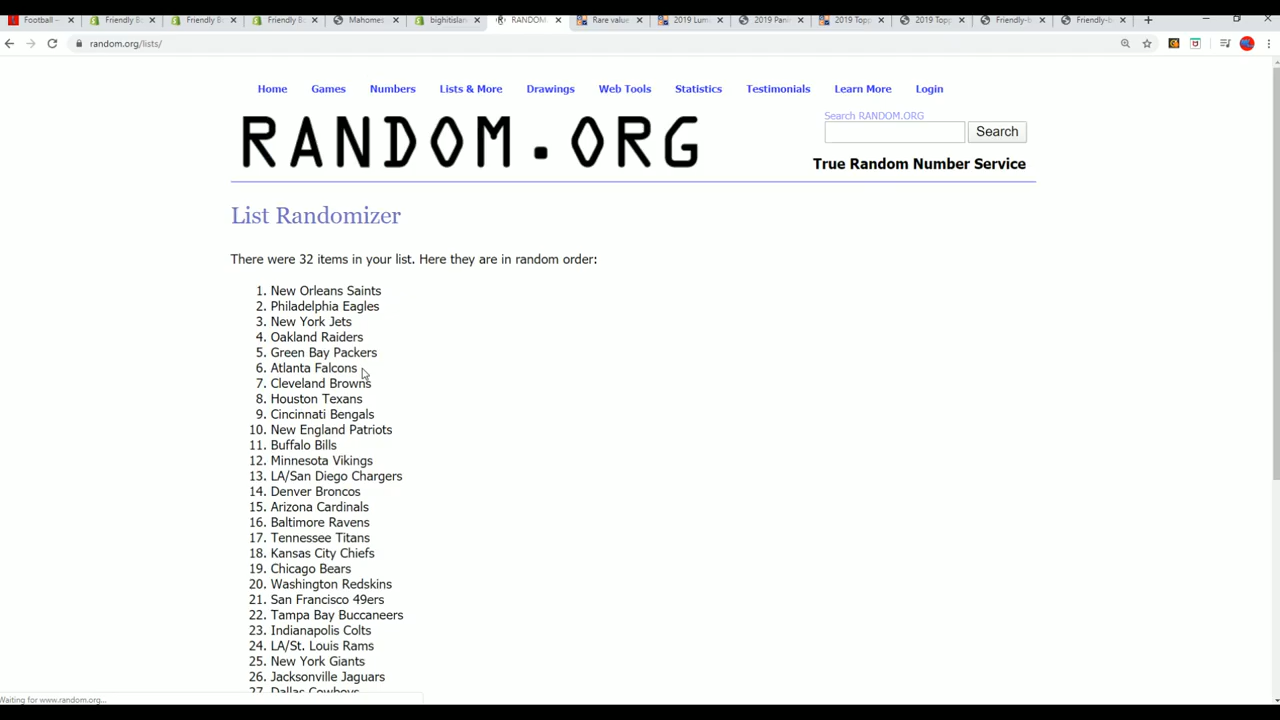 Football –
Friendly Bo
Friendly Bo
Friendly Bo
Mahomes
bighitislan
RANDOM.
Rare value
2019 Lumi
2019 Pani
2019 Topp
2019 Topp
Friendly-b
Friendly-b
random.org/lists/
Home Games Numbers Lists & More Drawings Web Tools Statistics Testimonials Learn More Login
Search RANDOM.ORG
RANDOM.ORG
Search
True Random Number Service
List Randomizer
There were 32 items in your list. Here they are in random order:
1. New Orleans Saints
2. Philadelphia Eagles
3. New York Jets
4. Oakland Raiders
5. Green Bay Packers
6. Atlanta Falcons
7. Cleveland Browns
8. Houston Texans
9. Cincinnati Bengals
10. New England Patriots
11. Buffalo Bills
12. Minnesota Vikings
13. LA/San Diego Chargers
14. Denver Broncos
15. Arizona Cardinals
16. Baltimore Ravens
17. Tennessee Titans
18. Kansas City Chiefs
19. Chicago Bears
20. Washington Redskins
21. San Francisco 49ers
22. Tampa Bay Buccaneers
23. Indianapolis Colts
24. LA/St. Louis Rams
25. New York Giants
26. Jacksonville Jaguars
27. Dallas Cowboys
Waiting for www.random.org...